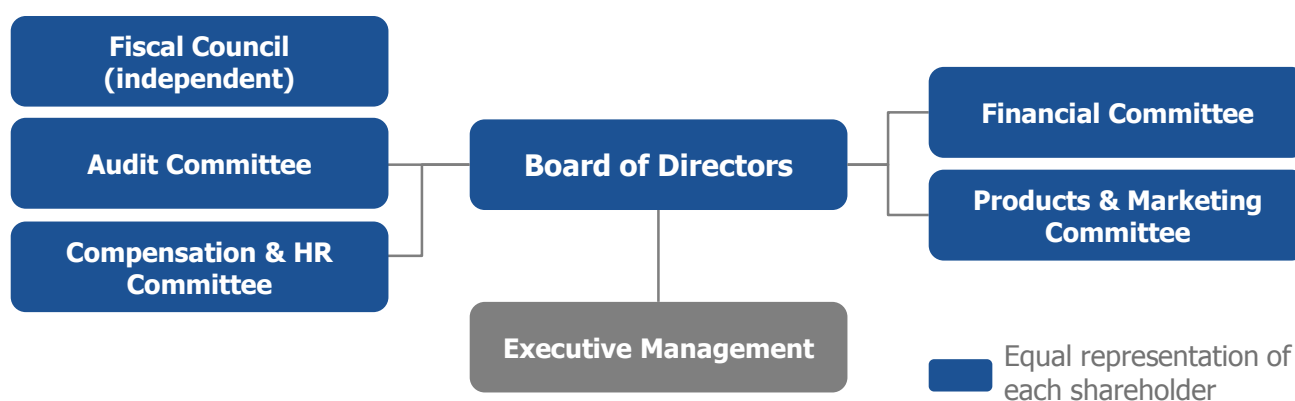 Fiscal Council
(independent)
Audit Committee
Compensation & HR
Committee
Board of Directors
Executive Management
Financial Committee
Products & Marketing
Committee
Equal representation of
each shareholder